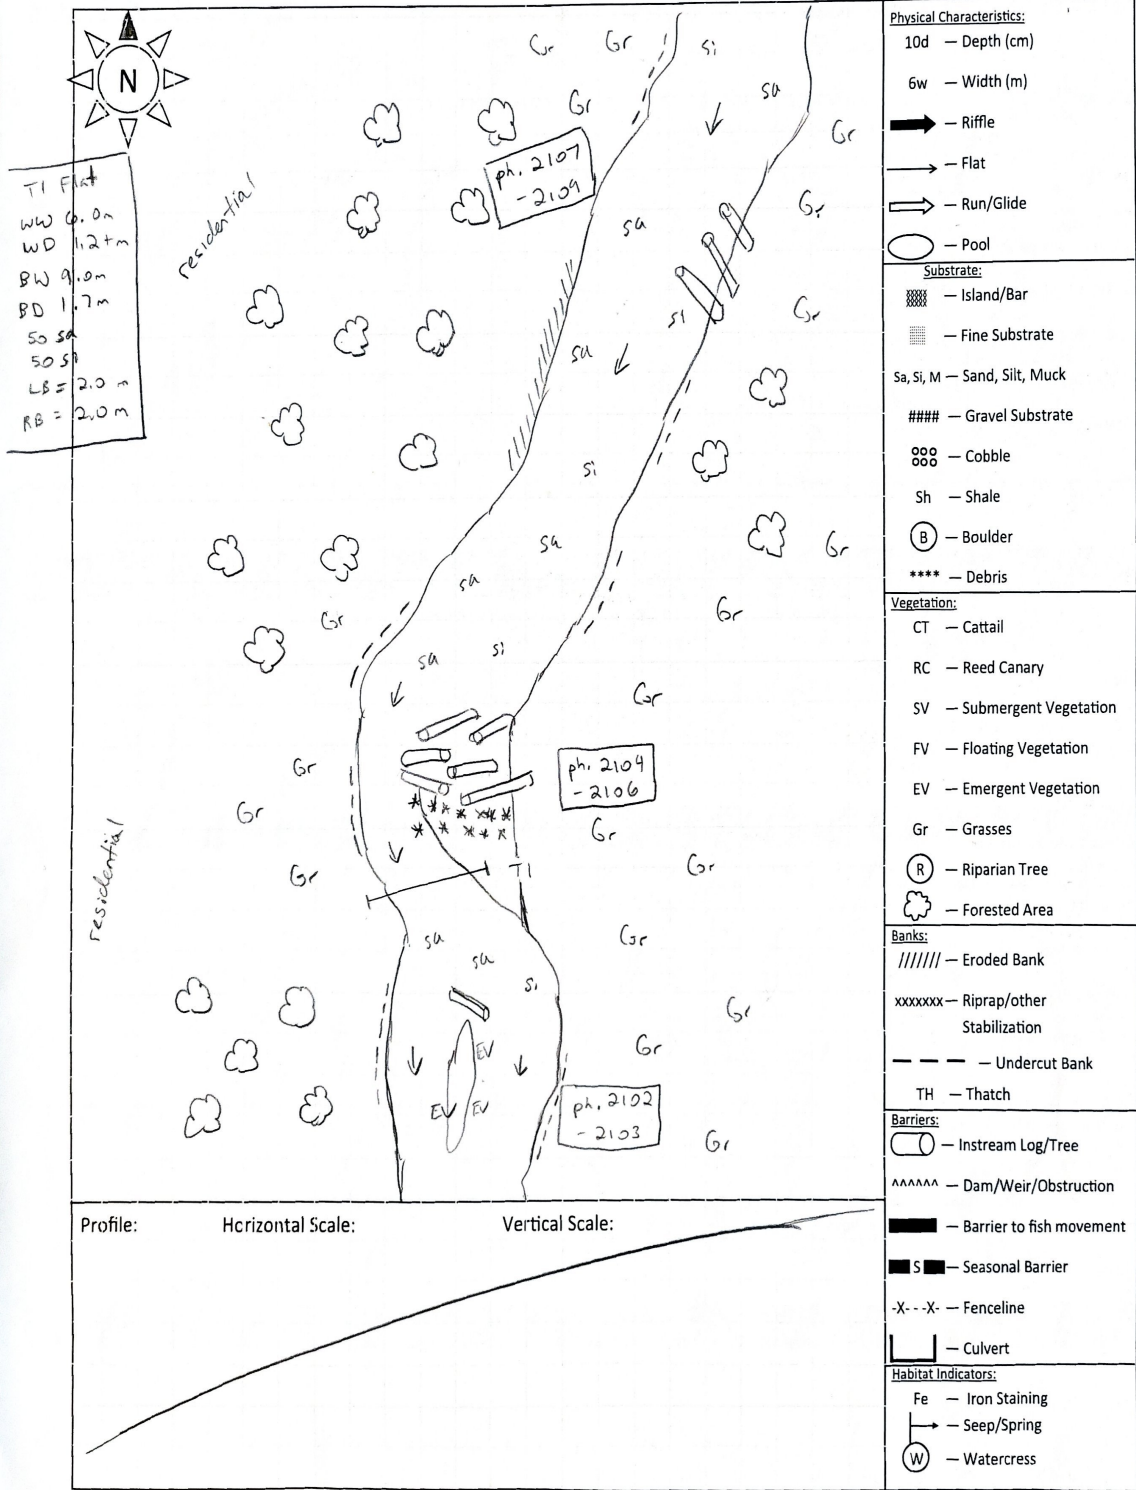 N
T1 Flat
WW 6.0m
WD 1.2+m
BW 9.0m
BD 1.7m
50 sa
50 si
LB = 2.0 m
RB = 2.0 m
residential
Gr
Gr
si
sa
Gr
Gr
ph. 2107
- 2109
Gr
sa
si
Gr
sa
si
sa
Gr
sa
Gr
Gr
si
sa
Gr
Gr
ph. 2104
- 2106
Gr
Gr
Gr
Gr
T1
residential
sa
Gr
sa
si
Gr
Gr
EV
EV
EV
ph. 2102
- 2103
Gr
Profile: Horizontal Scale: Vertical Scale:
Physical Characteristics:
10d — Depth (cm)
6w — Width (m)
— Riffle
— Flat
— Run/Glide
— Pool
Substrate:
— Island/Bar
— Fine Substrate
Sa, Si, M — Sand, Silt, Muck
#### — Gravel Substrate
— Cobble
Sh — Shale
B — Boulder
**** — Debris
Vegetation:
CT — Cattail
RC — Reed Canary
SV — Submergent Vegetation
FV — Floating Vegetation
EV — Emergent Vegetation
Gr — Grasses
R — Riparian Tree
— Forested Area
Banks:
/////// — Eroded Bank
xxxxxxx — Riprap/other
Stabilization
— — — — Undercut Bank
TH — Thatch
Barriers:
— Instream Log/Tree
^^^^^^ — Dam/Weir/Obstruction
— Barrier to fish movement
S — Seasonal Barrier
-X- - -X- — Fenceline
— Culvert
Habitat Indicators:
Fe — Iron Staining
— Seep/Spring
W — Watercress